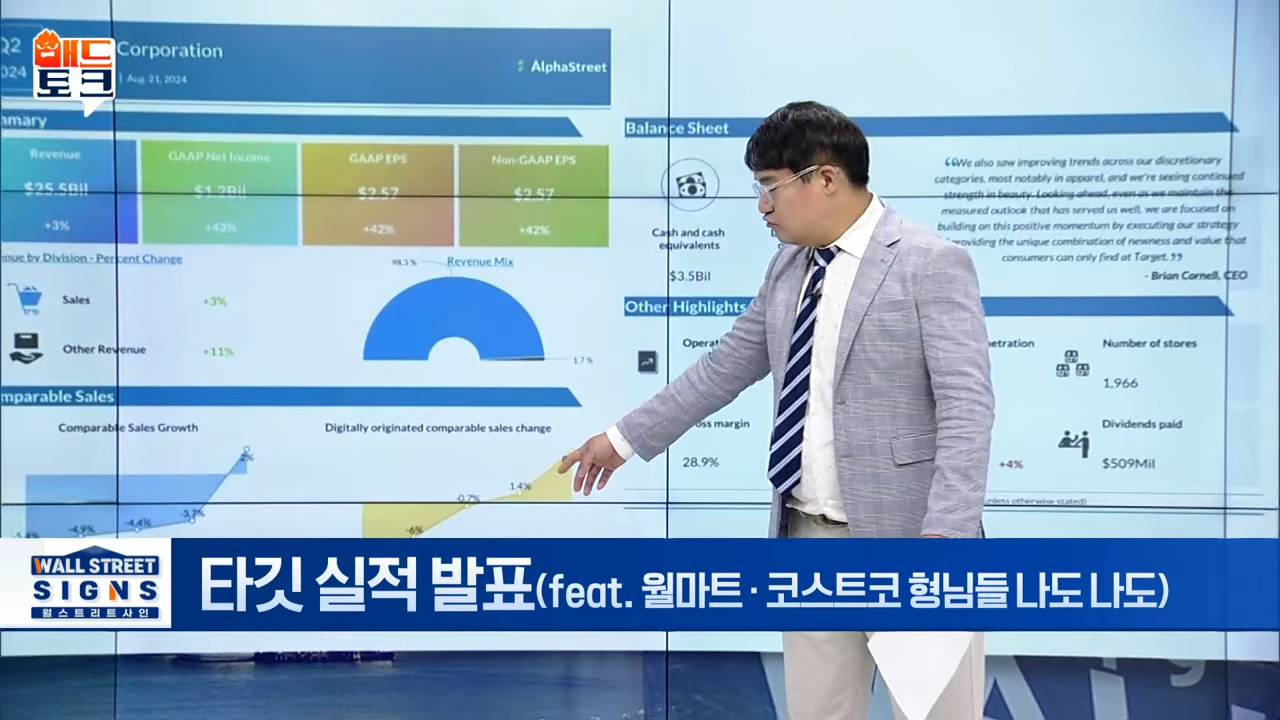 매드
토크
Q2
Corporation
2024
| Aug. 21, 2024
AlphaStreet
mmary
Revenue
$25.5Bil
+3%
GAAP Net Income
$1.2Bil
+43%
GAAP EPS
$2.57
+42%
Non-GAAP EPS
$2.57
+42%
nue by Division - Percent Change
Sales
+3%
Other Revenue
+11%
98.3 %
Revenue Mix
1.7 %
mparable Sales
Comparable Sales Growth
-4.9%
-4.4%
-3.7%
2%
Digitally originated comparable sales change
-6%
-0.7%
1.4%
Balance Sheet
Cash and cash
equivalents
$3.5Bil
“We also saw improving trends across our discretionary
categories, most notably in apparel, and we're seeing continued
strength in beauty. Looking ahead, even as we maintain the
measured outlook that has served us well, we are focused on
building on this positive momentum by executing our strategy
providing the unique combination of newness and value that
consumers can only find at Target.”
- Brian Cornell, CEO
Other Highlights
Operat
netration
Number of stores
1,966
oss margin
28.9%
+4%
Dividends paid
$509Mil
unless otherwise stated)
WALL STREET
SIGNS
월스트리트사인
타깃 실적 발표(feat. 월마트·코스트코 형님들 나도 나도)